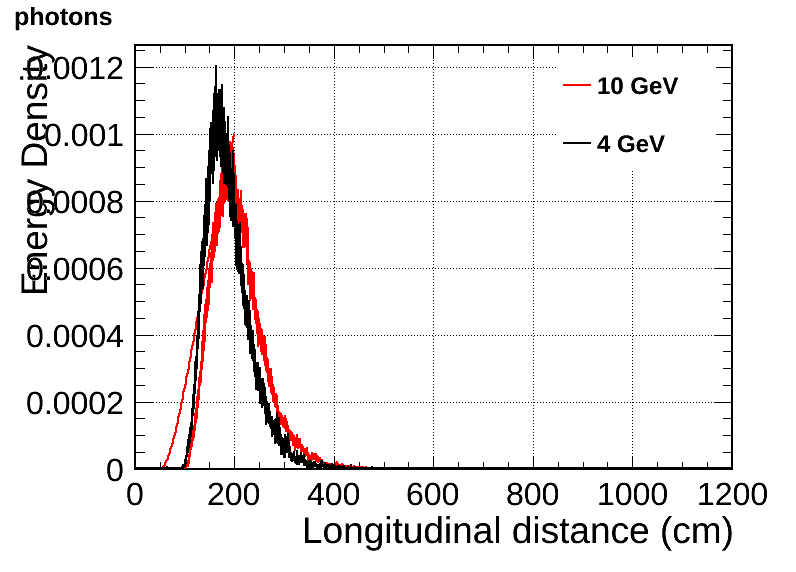 photons
Energy Density
0.0012
0.001
0.0008
0.0006
0.0004
0.0002
0
10 GeV
4 GeV
0 200 400 600 800 1000 1200
Longitudinal distance (cm)